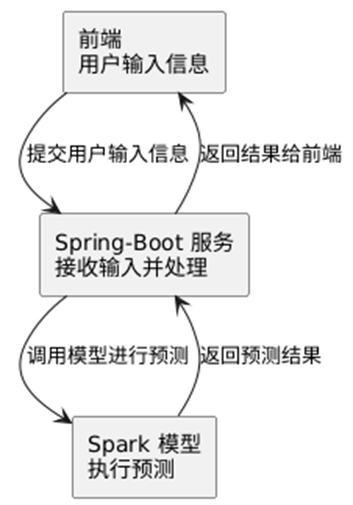 前端
用户输入信息
提交用户输入信息
返回结果给前端
Spring-Boot 服务
接收输入并处理
调用模型进行预测
返回预测结果
Spark 模型
执行预测